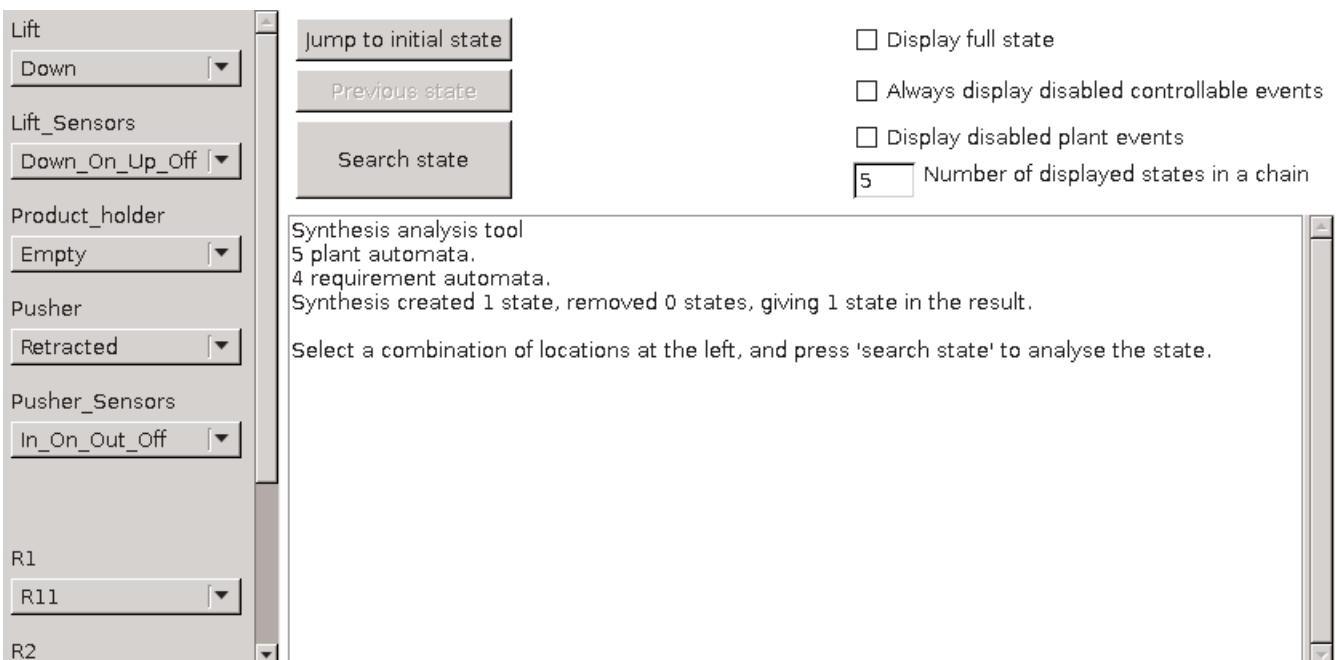 Lift
Down
Lift_Sensors
Down_On_Up_Off
Product_holder
Empty
Pusher
Retracted
Pusher_Sensors
In_On_Out_Off
R1
R11
R2
Jump to initial state
Previous state
Search state
Display full state
Always display disabled controllable events
Display disabled plant events
5 Number of displayed states in a chain
Synthesis analysis tool
5 plant automata.
4 requirement automata.
Synthesis created 1 state, removed 0 states, giving 1 state in the result.
Select a combination of locations at the left, and press 'search state' to analyse the state.